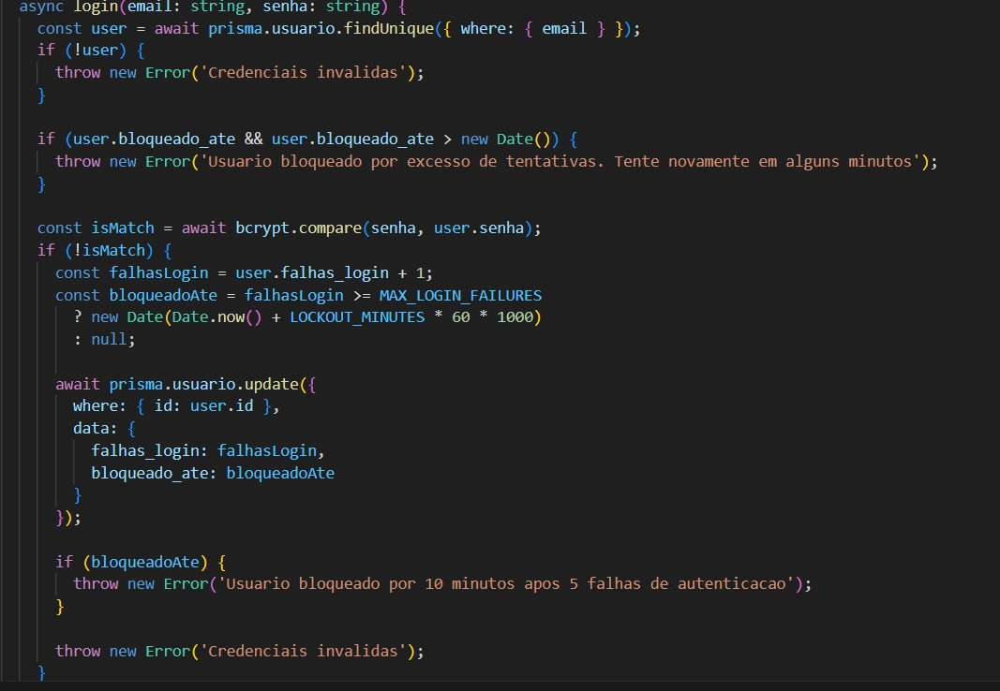 async login(email: string, senha: string) {
const user = await prisma.usuario.findUnique({ where: { email } });
if (!user) {
throw new Error('Credenciais invalidas');
}
if (user.bloqueado_ate && user.bloqueado_ate > new Date()) {
throw new Error('Usuario bloqueado por excesso de tentativas. Tente novamente em alguns minutos');
}
const isMatch = await bcrypt.compare(senha, user.senha);
if (!isMatch) {
const falhasLogin = user.falhas_login + 1;
const bloqueadoAte = falhasLogin >= MAX_LOGIN_FAILURES
? new Date(Date.now() + LOCKOUT_MINUTES * 60 * 1000)
: null;
await prisma.usuario.update({
where: { id: user.id },
data: {
falhas_login: falhasLogin,
bloqueado_ate: bloqueadoAte
}
});
if (bloqueadoAte) {
throw new Error('Usuario bloqueado por 10 minutos apos 5 falhas de autenticacao');
}
throw new Error('Credenciais invalidas');
}